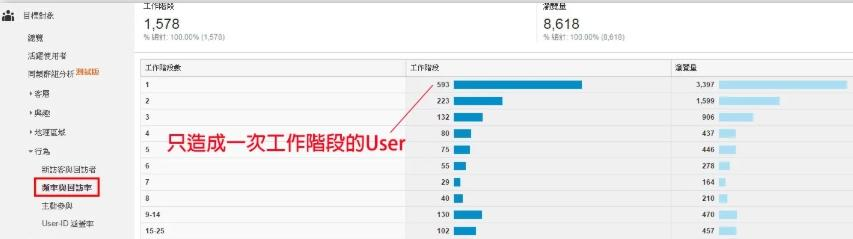 工作階段
1,578
% 總計: 100.00% (1,578)
瀏覽量
8,618
% 總計: 100.00% (8,618)
目標對象
總覽
活躍使用者
同類群組分析 測試版
客層
興趣
地理區域
行為
新訪客與回訪者
頻率與回訪率
主動參與
User-ID 涵蓋率
工作階段數 工作階段 瀏覽量
1 593 3,397
2 223 1,599
3 132 906
4 80 437
5 75 446
6 55 278
7 29 164
8 40 210
9-14 130 470
15-25 102 457
只造成一次工作階段的User